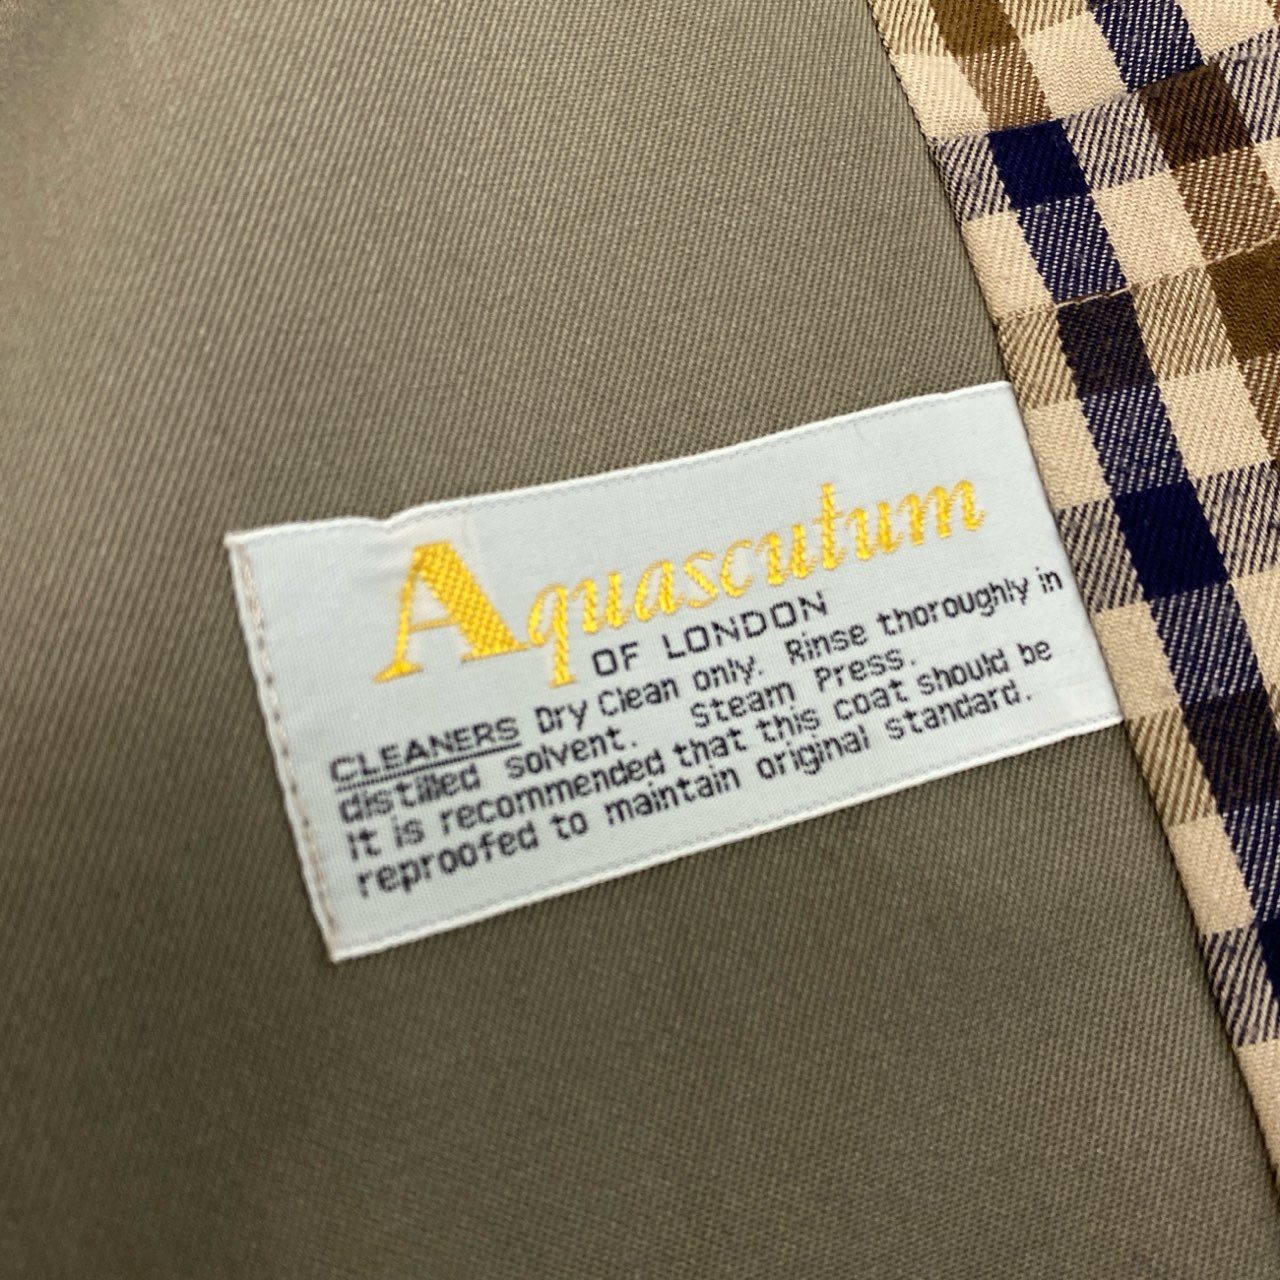 Aquascutum
OF LONDON
CLEANERS Dry Clean only. Rinse thoroughly in
distilled solvent. Steam Press.
It is recommended that this coat should be
reproofed to maintain original standard.